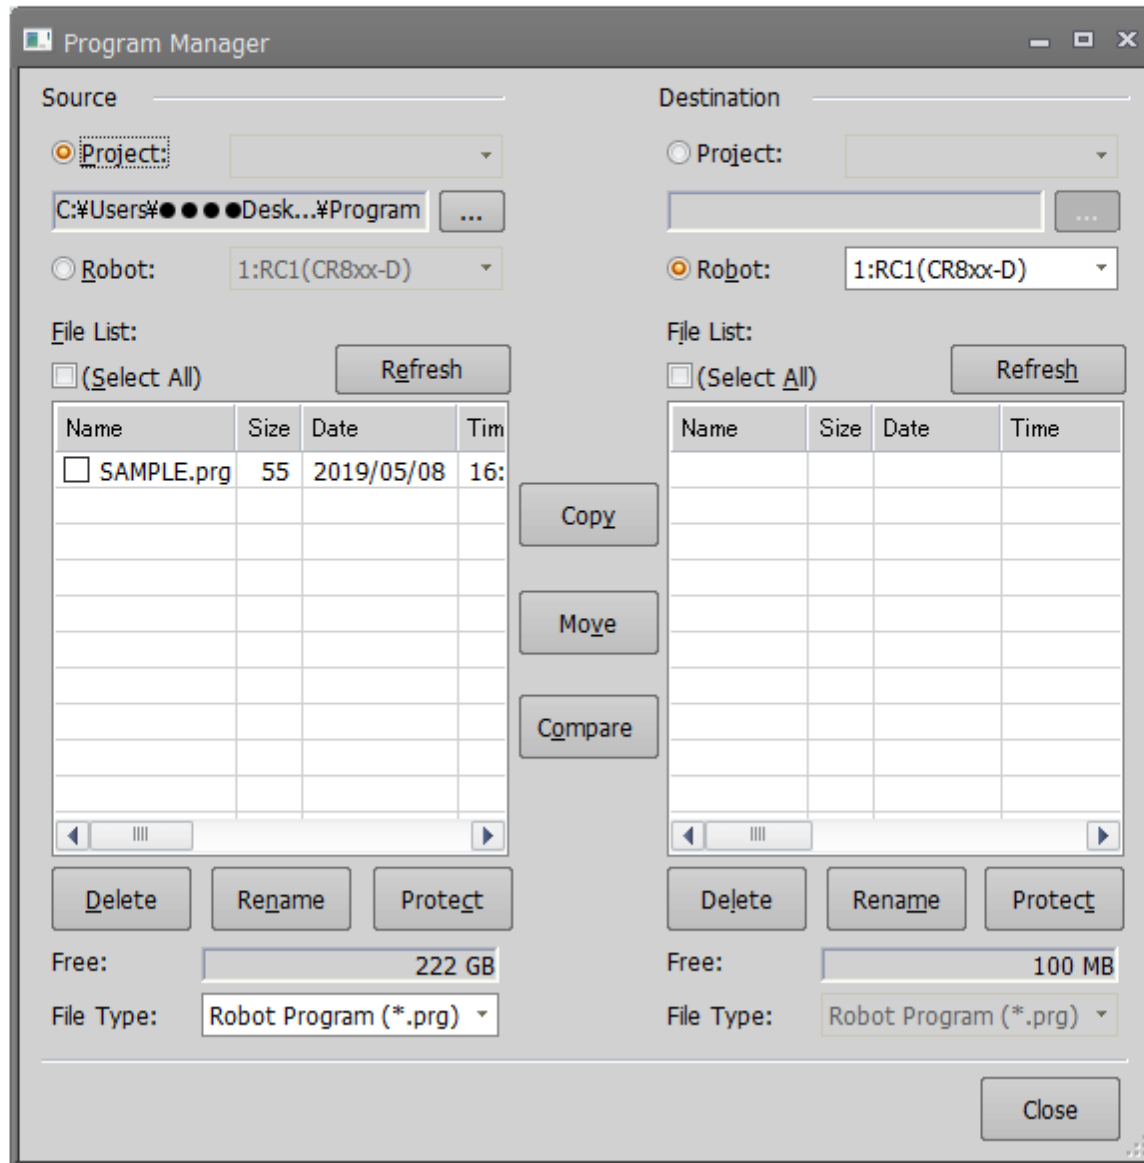 Program Manager
Source
Destination
Project:
Project:
C:¥Users¥●●●●Desk...¥Program
...
...
Robot:
1:RC1(CR8xx-D)
Robot:
1:RC1(CR8xx-D)
File List:
File List:
(Select All)
Refresh
(Select All)
Refresh
Name Size Date Tim
Name Size Date Time
SAMPLE.prg 55 2019/05/08 16:
Copy
Move
Compare
Delete Rename Protect
Delete Rename Protect
Free: 222 GB
Free: 100 MB
File Type: Robot Program (*.prg)
File Type: Robot Program (*.prg)
Close